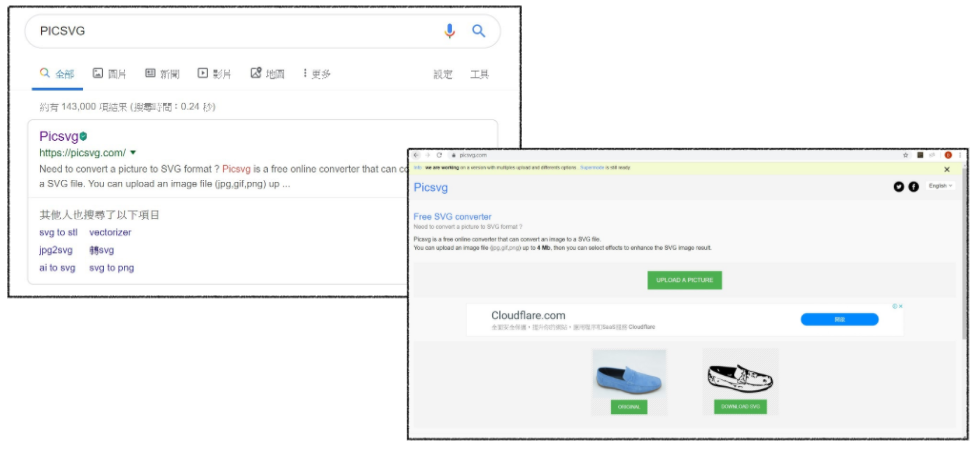 PICSVG
全部 圖片 新聞 影片 地圖 更多 設定 工具
約有 143,000 項結果 (搜尋時間：0.24 秒)
Picsvg
https://picsvg.com/
Need to convert a picture to SVG format ? Picsvg is a free online converter that can co
a SVG file. You can upload an image file (jpg,gif,png) up ...
其他人也搜尋了以下項目
svg to stl vectorizer
jpg2svg 轉svg
ai to svg svg to png
picsvg.com
we are working on a version with multiples upload and differents options. is still ready
Picsvg
English
Free SVG converter
Need to convert a picture to SVG format ?
Picsvg is a free online converter that can convert an image to a SVG file.
You can upload an image file (jpg,gif,png) up to 4 Mb, then you can select effects to enhance the SVG image result.
UPLOAD A PICTURE
Cloudflare.com
Cloudflare
ORIGINAL
DOWNLOAD SVG